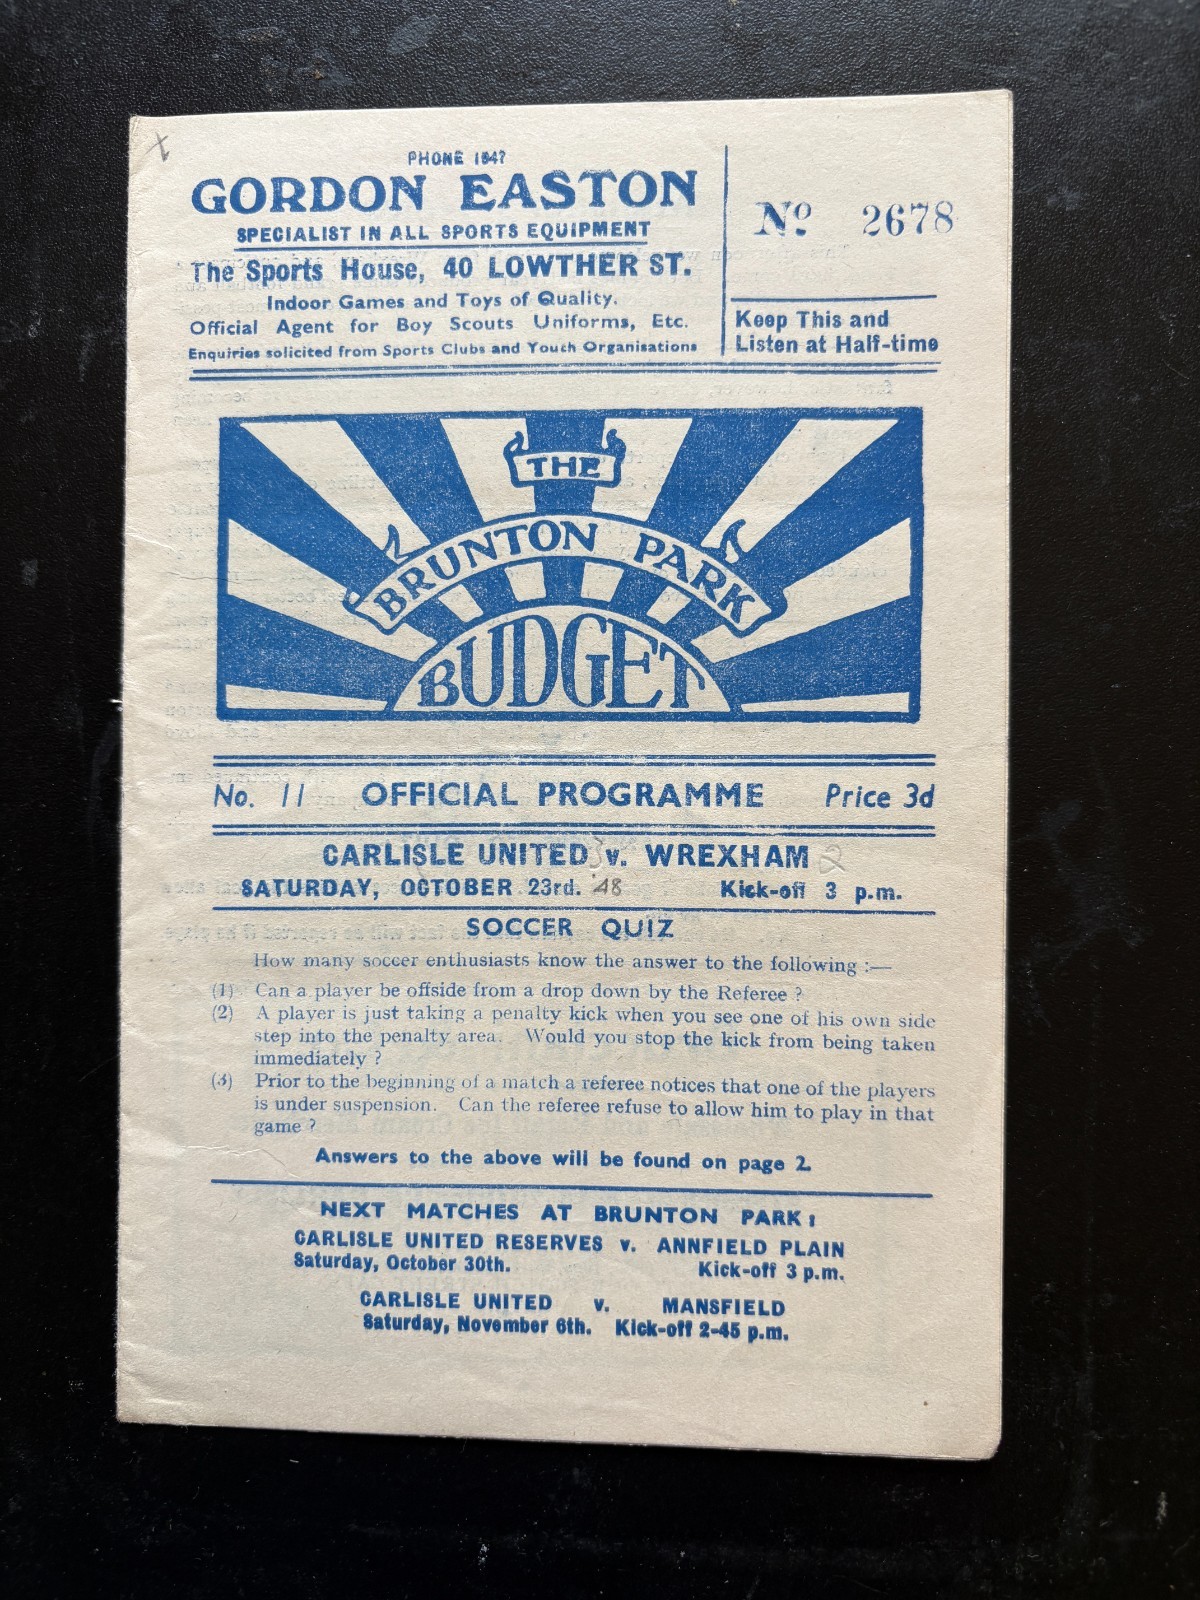 PHONE 1847
GORDON EASTON
SPECIALIST IN ALL SPORTS EQUIPMENT
The Sports House, 40 LOWTHER ST.
Indoor Games and Toys of Quality.
Official Agent for Boy Scouts Uniforms, Etc.
Enquiries solicited from Sports Clubs and Youth Organisations
No 2678
Keep This and
Listen at Half-time
THE
BRUNTON PARK
BUDGET
No. 11 OFFICIAL PROGRAMME Price 3d
CARLISLE UNITED 3 v. WREXHAM 2
SATURDAY, OCTOBER 23rd. '48 Kick-off 3 p.m.
SOCCER QUIZ
How many soccer enthusiasts know the answer to the following :—
(1) Can a player be offside from a drop down by the Referee ?
(2) A player is just taking a penalty kick when you see one of his own side
step into the penalty area. Would you stop the kick from being taken
immediately ?
(3) Prior to the beginning of a match a referee notices that one of the players
is under suspension. Can the referee refuse to allow him to play in that
game ?
Answers to the above will be found on page 2.
NEXT MATCHES AT BRUNTON PARK :
CARLISLE UNITED RESERVES v. ANNFIELD PLAIN
Saturday, October 30th. Kick-off 3 p.m.
CARLISLE UNITED v. MANSFIELD
Saturday, November 6th. Kick-off 2-45 p.m.